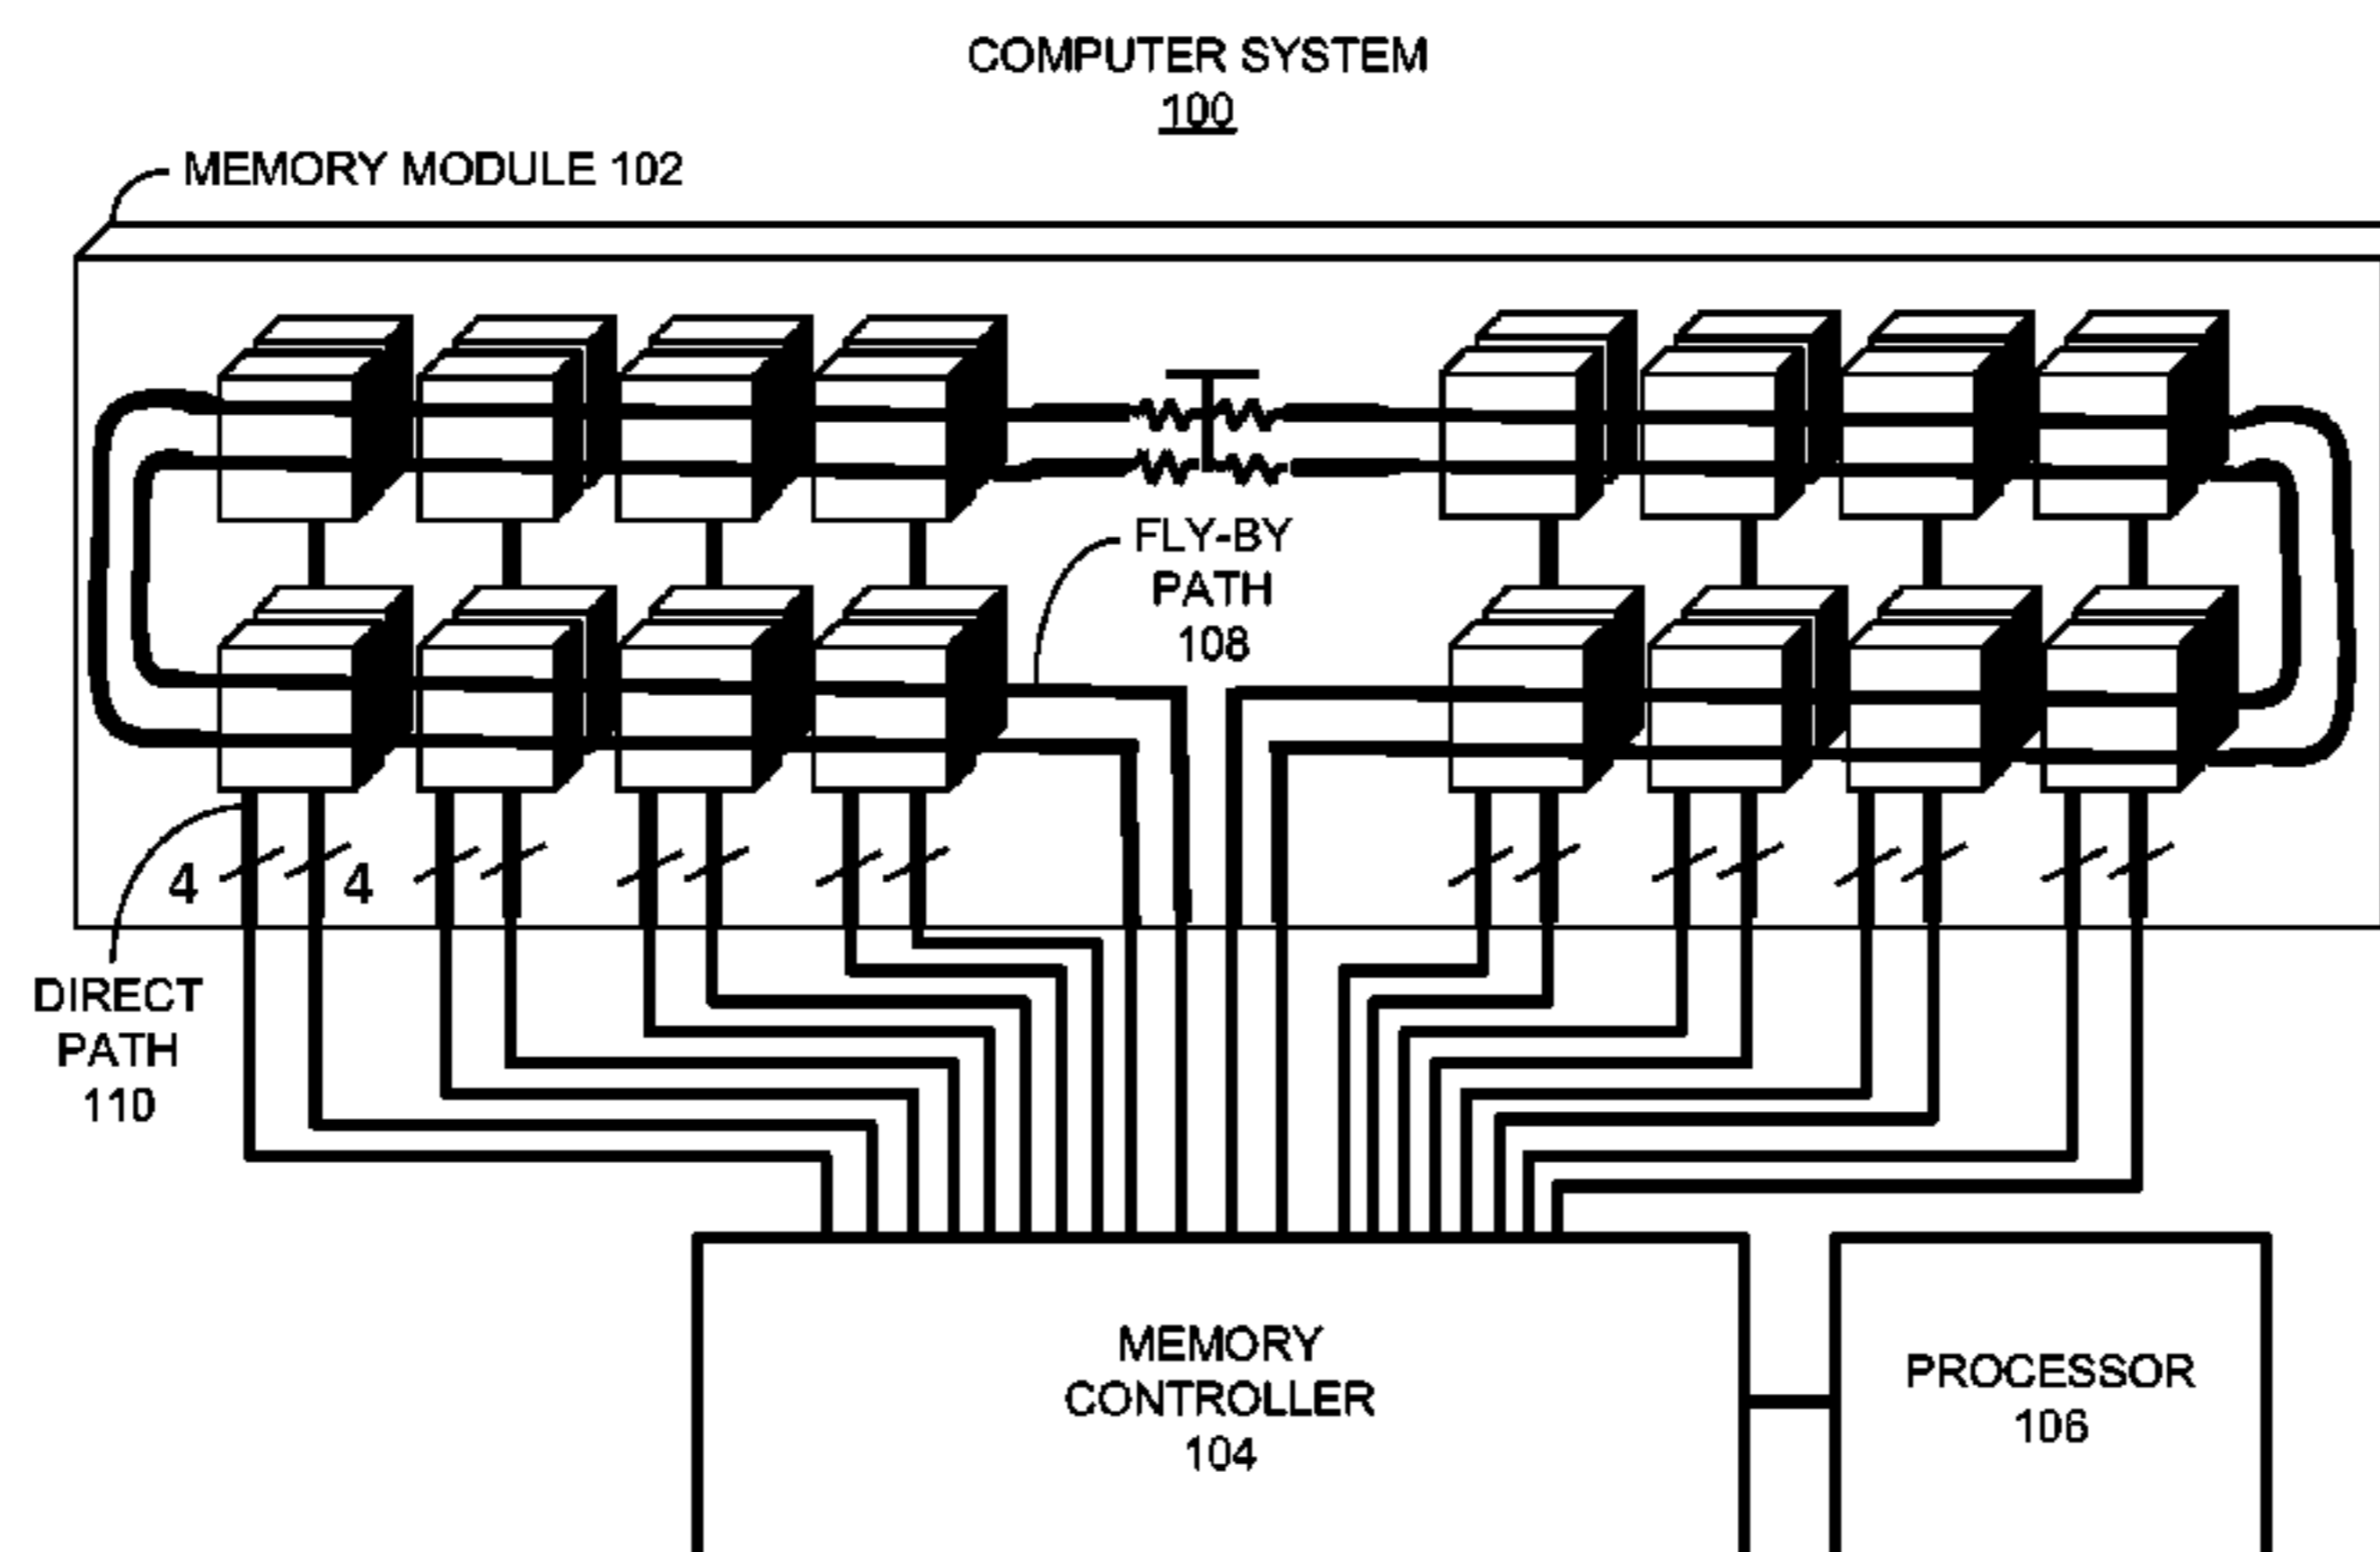 COMPUTER SYSTEM
100
MEMORY MODULE 102
FLY-BY
PATH
108
4
4
DIRECT
PATH
110
MEMORY
CONTROLLER
104
PROCESSOR
106